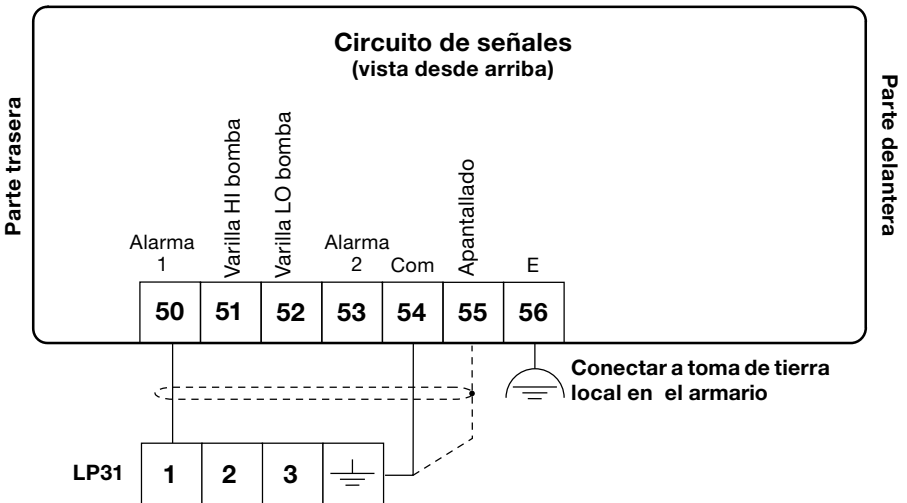 Circuito de señales
(vista desde arriba)
Parte trasera
Parte delantera
Alarma
1
Varilla HI bomba
Varilla LO bomba
Alarma
2
Com
Apantallado
E
50 51 52 53 54 55 56
Conectar a toma de tierra
local en el armario
LP31 1 2 3